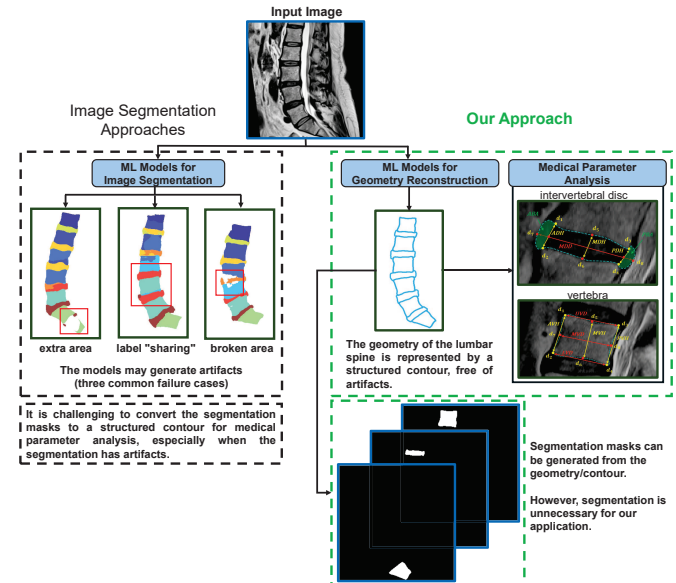 Input Image
Image Segmentation
Approaches
Our Approach
ML Models for
Image Segmentation
ML Models for
Geometry Reconstruction
Medical Parameter
Analysis
intervertebral disc
vertebra
extra area
label "sharing"
broken area
The models may generate artifacts
(three common failure cases)
The geometry of the lumbar
spine is represented by a
structured contour, free of
artifacts.
It is challenging to convert the segmentation
masks to a structured contour for medical
parameter analysis, especially when the
segmentation has artifacts.
Segmentation masks can
be generated from the
geometry/contour.
However, segmentation is
unnecessary for our
application.